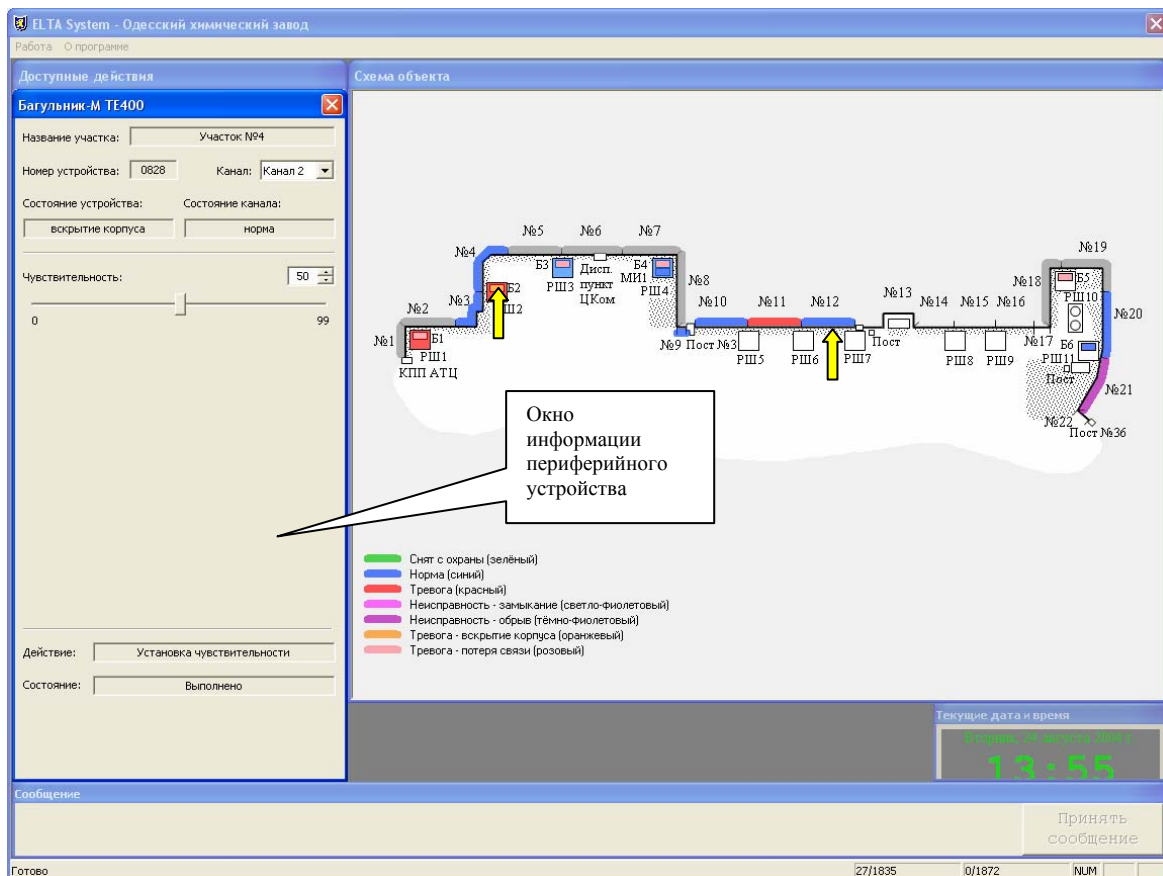 ELTA System - Одесский химический завод
Работа О программе
Доступные действия
Багульник-М ТЕ400
Название участка: Участок №4
Номер устройства: 0828 Канал: Канал 2
Состояние устройства: Состояние канала:
вскрытие корпуса норма
Чувствительность: 50
0 99
Действие: Установка чувствительности
Состояние: Выполнено
Схема объекта
№5 №6 №7
№4
Б3 Дисп. Б4
пункт МИ1
РШ3 ЦКом РШ4
№8
№3 Б2
Ш2
№2
№1 Б1
РШ1
КПП АТЦ
№10 №11 №12 №13 №14 №15 №16
№9 Пост №3 Пост №17
РШ5 РШ6 РШ7 РШ8 РШ9
№19
№18 Б5
РШ10
№20
Б6
РШ11
Пост
№21
№22
Пост №36
Окно
информации
периферийного
устройства
Снят с охраны (зелёный)
Норма (синий)
Тревога (красный)
Неисправность - замыкание (светло-фиолетовый)
Неисправность - обрыв (тёмно-фиолетовый)
Тревога - вскрытие корпуса (оранжевый)
Тревога - потеря связи (розовый)
Текущие дата и время
Вторник, 24 августа 2004 г.
13:55
Сообщение
Принять
сообщение
Готово 27/1835 0/1872 NUM